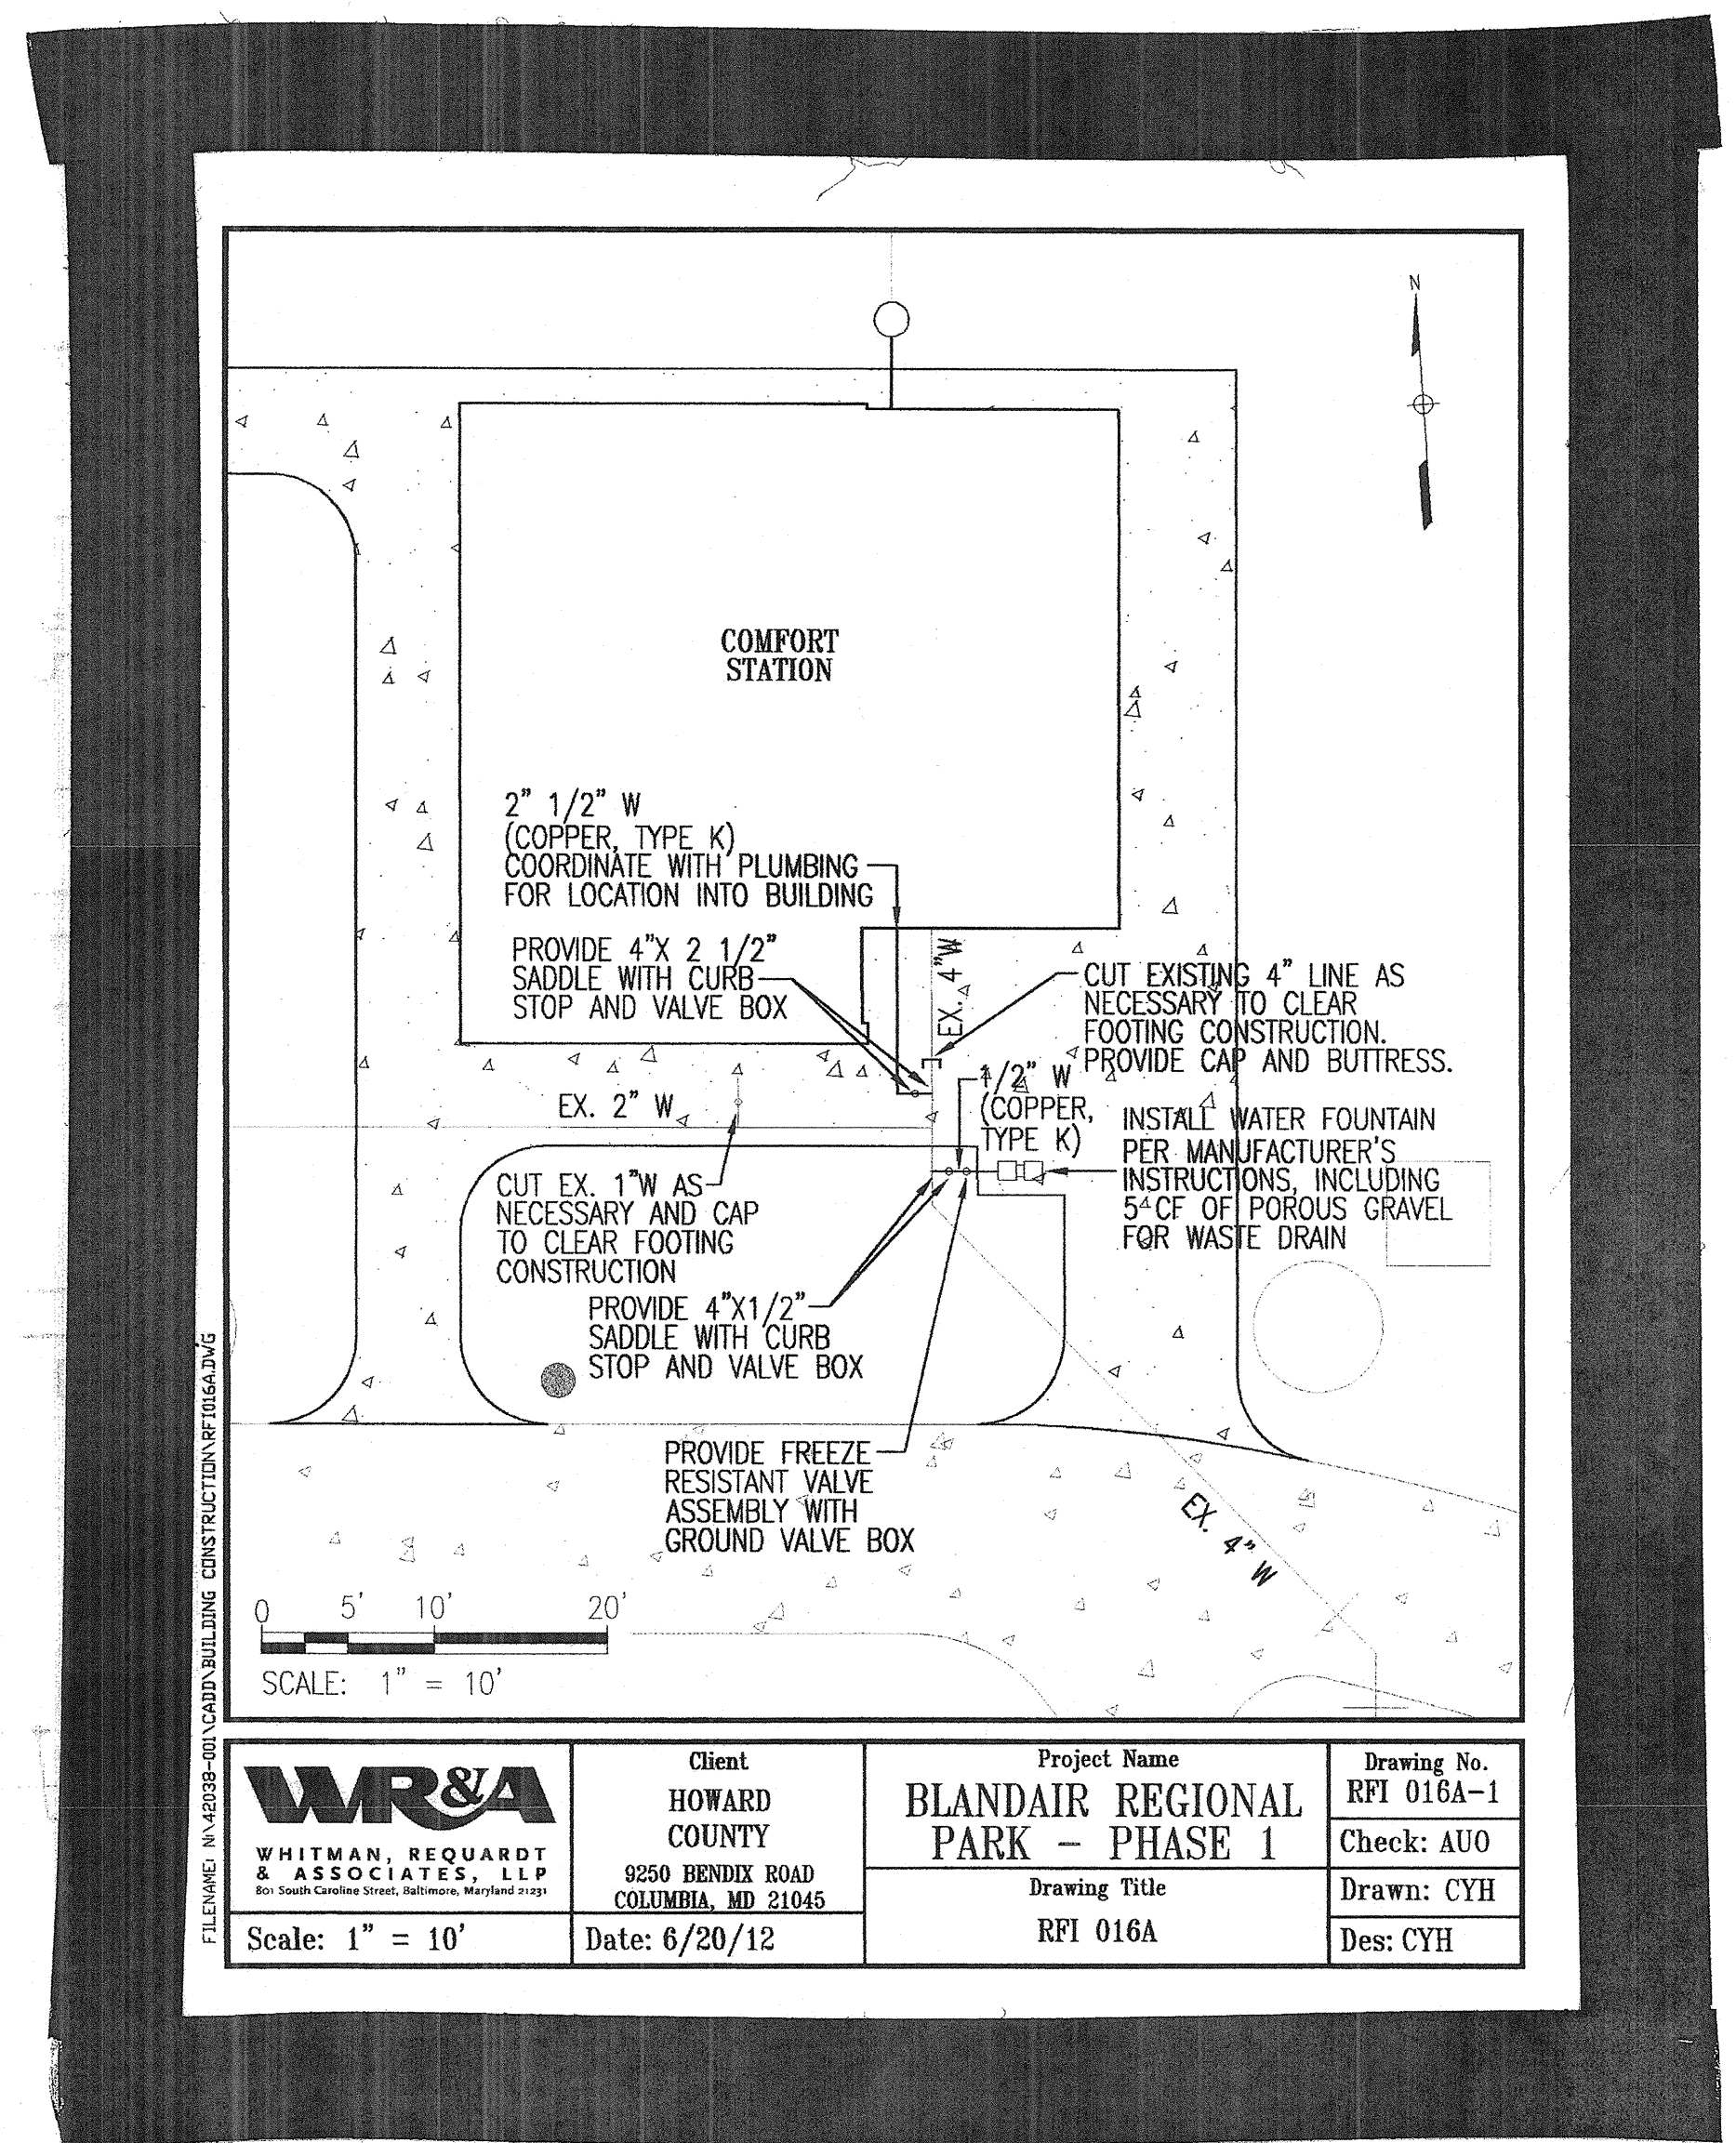 N
COMFORT
STATION
2" 1/2" W
(COPPER, TYPE K)
COORDINATE WITH PLUMBING
FOR LOCATION INTO BUILDING
PROVIDE 4"X 2 1/2"
SADDLE WITH CURB
STOP AND VALVE BOX
EX. 4"W
CUT EXISTING 4" LINE AS
NECESSARY TO CLEAR
FOOTING CONSTRUCTION.
PROVIDE CAP AND BUTTRESS.
EX. 2" W
1/2" W
(COPPER,
TYPE K)
INSTALL WATER FOUNTAIN
PER MANUFACTURER'S
INSTRUCTIONS, INCLUDING
5 CF OF POROUS GRAVEL
FOR WASTE DRAIN
CUT EX. 1"W AS
NECESSARY AND CAP
TO CLEAR FOOTING
CONSTRUCTION
PROVIDE 4"X1/2"
SADDLE WITH CURB
STOP AND VALVE BOX
PROVIDE FREEZE
RESISTANT VALVE
ASSEMBLY WITH
GROUND VALVE BOX
EX. 4" W
0 5' 10' 20'
SCALE: 1" = 10'
FILENAME: N:\42038-001\CADD\BUILDING CONSTRUCTION\RFI016A.DWG
WR&A
WHITMAN, REQUARDT
& ASSOCIATES, LLP
801 South Caroline Street, Baltimore, Maryland 21231
Scale: 1" = 10'
Client
HOWARD
COUNTY
9250 BENDIX ROAD
COLUMBIA, MD 21045
Date: 6/20/12
Project Name
BLANDAIR REGIONAL
PARK - PHASE 1
Drawing Title
RFI 016A
Drawing No.
RFI 016A-1
Check: AUO
Drawn: CYH
Des: CYH